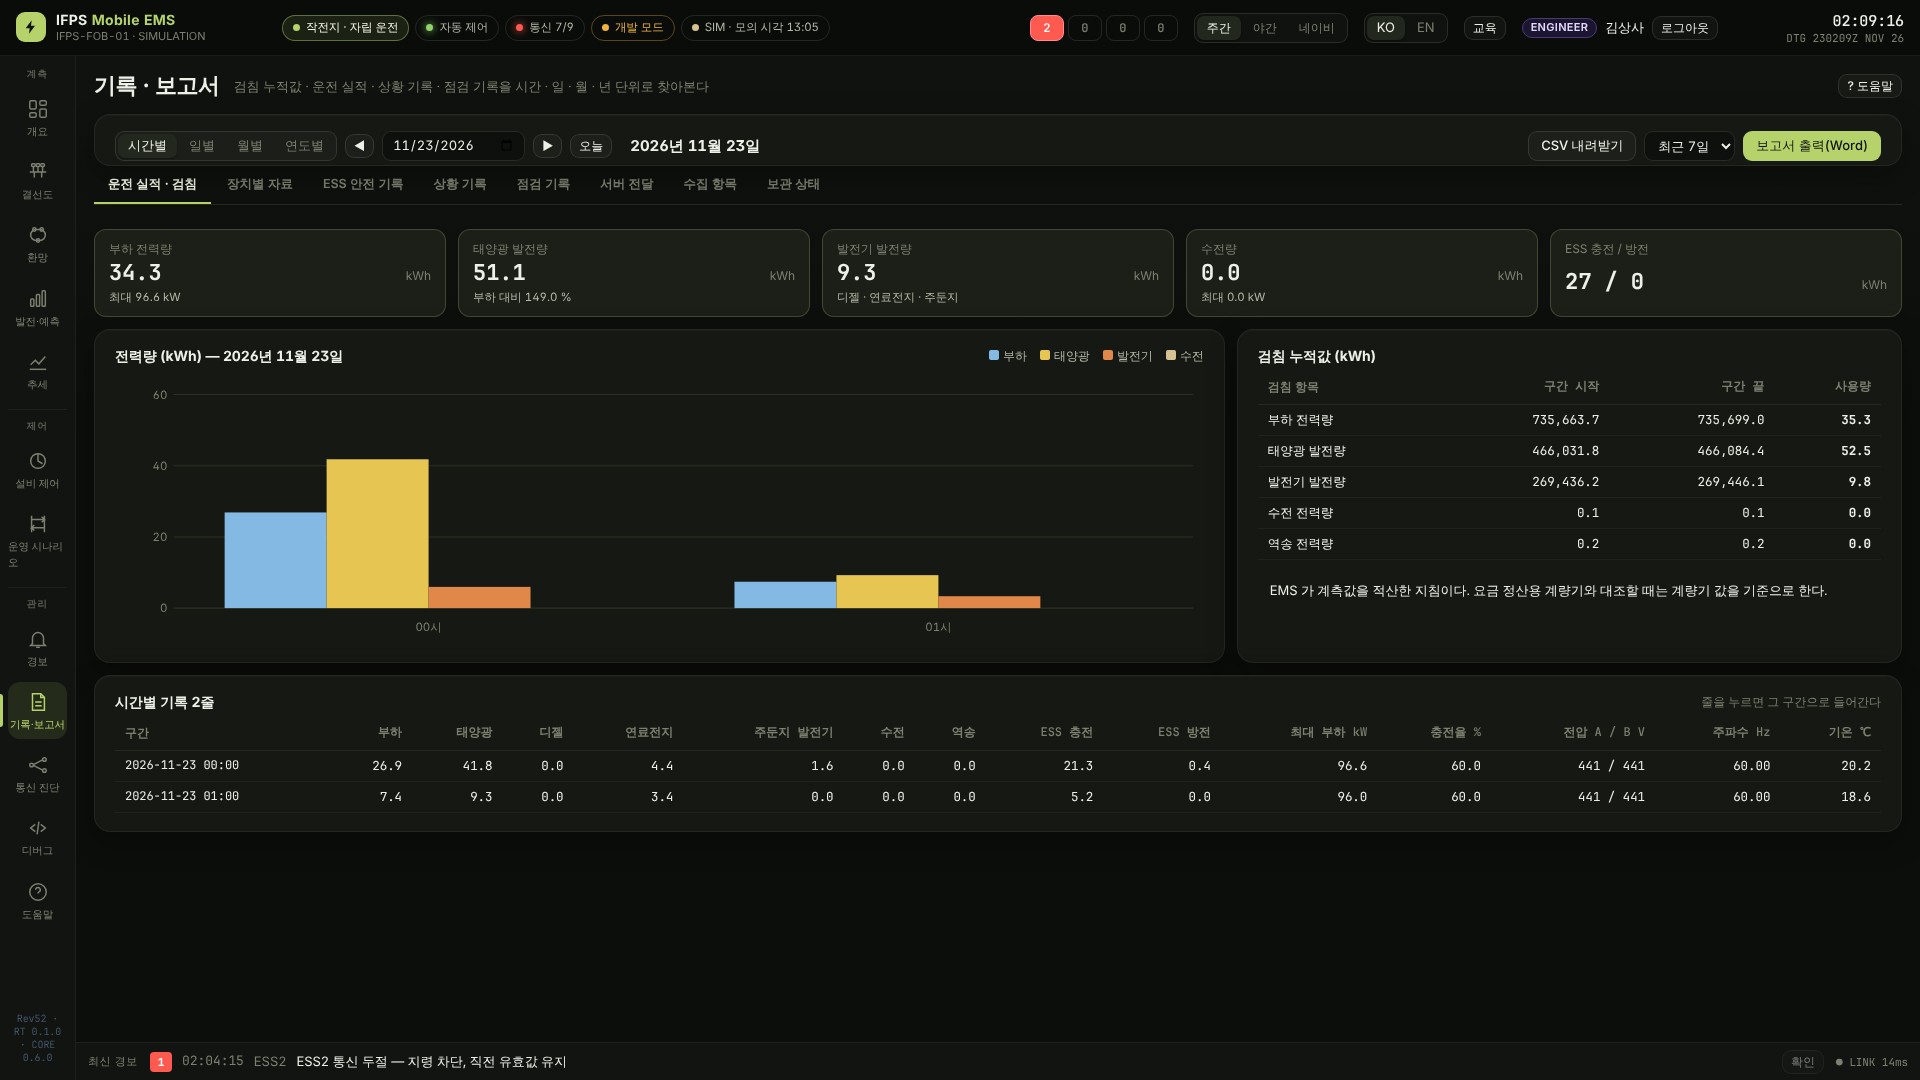 IFPS Mobile EMS
IFPS-FOB-01 · SIMULATION
작전지 · 자립 운전
자동 제어
통신 7/9
개발 모드
SIM · 모의 시각 13:05
2 0 0 0
주간 야간 네이비
KO EN
교육
ENGINEER 김상사 로그아웃
02:09:16
DTG 230209Z NOV 26
계측
개요
결선도
환망
발전·예측
추세
제어
설비 제어
운영 시나리
오
관리
경보
기록·보고서
통신 진단
디버그
도움말
Rev52 ·
RT 0.1.0
· CORE
0.6.0
기록 · 보고서 검침 누적값 · 운전 실적 · 상황 기록 · 점검 기록을 시간 · 일 · 월 · 년 단위로 찾아본다
? 도움말
시간별 일별 월별 연도별 ◀ 11/23/2026 ▶ 오늘 2026년 11월 23일
CSV 내려받기 최근 7일 보고서 출력(Word)
운전 실적 · 검침 장치별 자료 ESS 안전 기록 상황 기록 점검 기록 서버 전달 수집 항목 보관 상태
부하 전력량
34.3 kWh
최대 96.6 kW
태양광 발전량
51.1 kWh
부하 대비 149.0 %
발전기 발전량
9.3 kWh
디젤 · 연료전지 · 주둔지
수전량
0.0 kWh
최대 0.0 kW
ESS 충전 / 방전
27 / 0 kWh
전력량 (kWh) — 2026년 11월 23일
부하 태양광 발전기 수전
60
40
20
0
00시 01시
검침 누적값 (kWh)
검침 항목 구간 시작 구간 끝 사용량
부하 전력량 735,663.7 735,699.0 35.3
태양광 발전량 466,031.8 466,084.4 52.5
발전기 발전량 269,436.2 269,446.1 9.8
수전 전력량 0.1 0.1 0.0
역송 전력량 0.2 0.2 0.0
EMS 가 계측값을 적산한 지침이다. 요금 정산용 계량기와 대조할 때는 계량기 값을 기준으로 한다.
시간별 기록 2줄
줄을 누르면 그 구간으로 들어간다
구간 부하 태양광 디젤 연료전지 주둔지 발전기 수전 역송 ESS 충전 ESS 방전 최대 부하 kW 충전율 % 전압 A / B V 주파수 Hz 기온 ℃
2026-11-23 00:00 26.9 41.8 0.0 4.4 1.6 0.0 0.0 21.3 0.4 96.6 60.0 441 / 441 60.00 20.2
2026-11-23 01:00 7.4 9.3 0.0 3.4 0.0 0.0 0.0 5.2 0.0 96.0 60.0 441 / 441 60.00 18.6
최신 경보 1 02:04:15 ESS2 ESS2 통신 두절 — 지령 차단, 직전 유효값 유지
확인 LINK 14ms